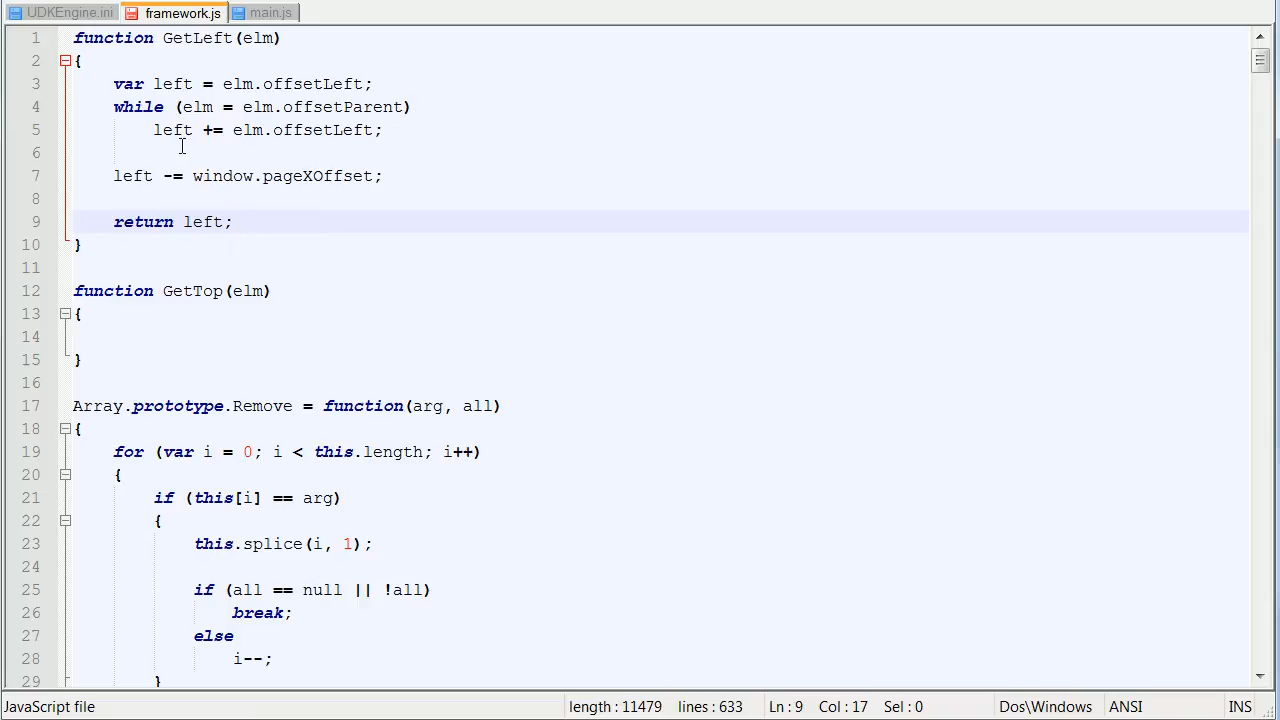 UDKEngine.ini framework.js main.js
1 function GetLeft(elm)
2 {
3 var left = elm.offsetLeft;
4 while (elm = elm.offsetParent)
5 left += elm.offsetLeft;
6
7 left -= window.pageXOffset;
8
9 return left;
10 }
11
12 function GetTop(elm)
13 {
14
15 }
16
17 Array.prototype.Remove = function(arg, all)
18 {
19 for (var i = 0; i < this.length; i++)
20 {
21 if (this[i] == arg)
22 {
23 this.splice(i, 1);
24
25 if (all == null || !all)
26 break;
27 else
28 i--;
29 }
JavaScript file length : 11479 lines : 633 Ln : 9 Col : 17 Sel : 0 Dos\Windows ANSI INS